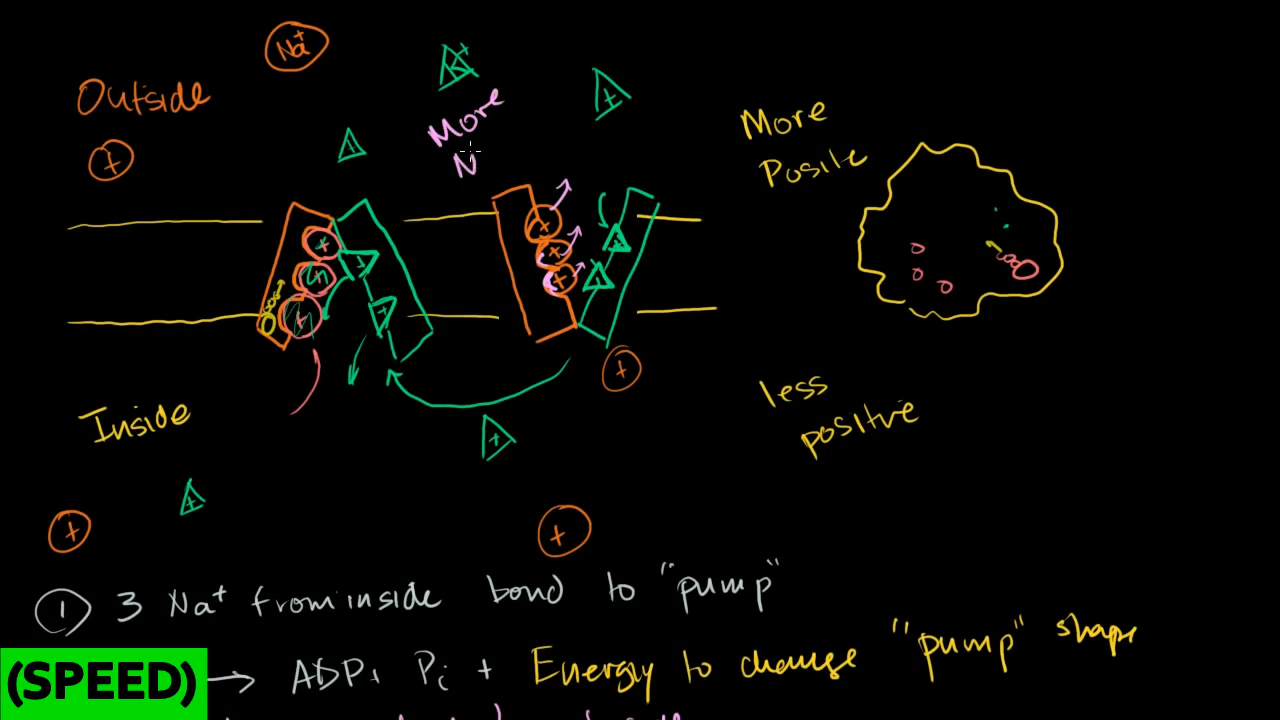 Na+
Outside
K+
+
+
More
N
More
Posite
+
+
+
+
+
+
+
+
+
+
+
Inside
less
positive
+
+
+
+
1 3 Na+ from inside bond to "pump"
(SPEED) → ADP + Pi + Energy to change "pump" shape